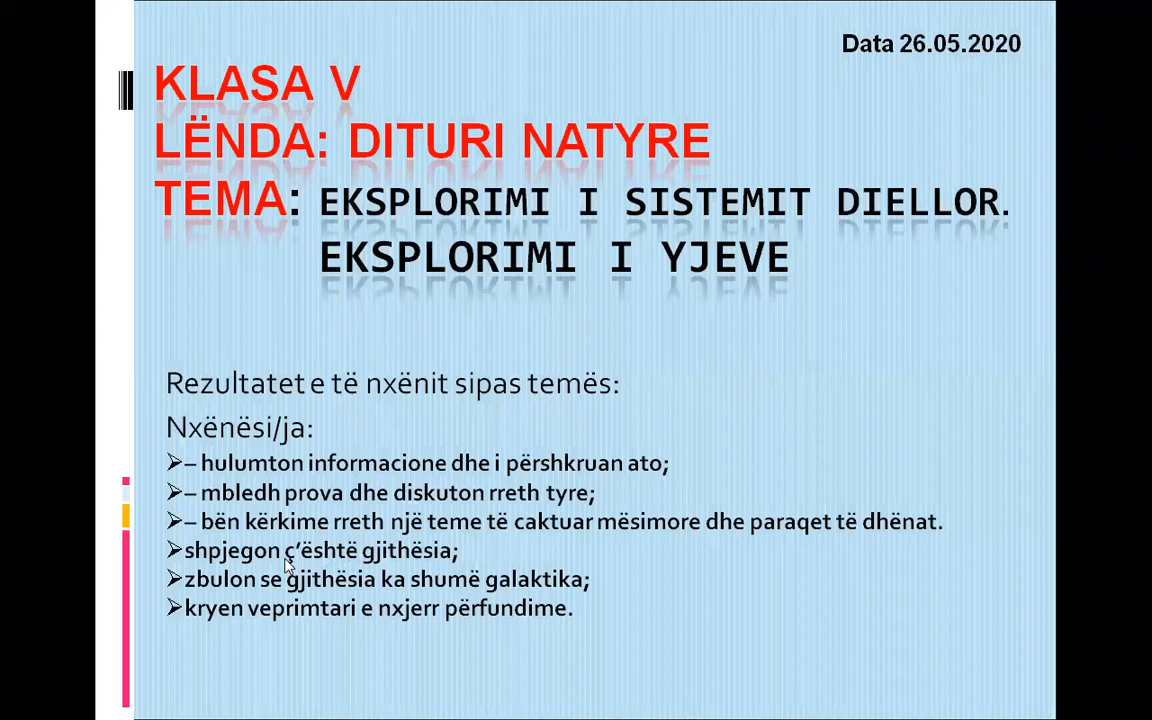 Data 26.05.2020
KLASA V
LËNDA: DITURI NATYRE
TEMA: EKSPLORIMI I SISTEMIT DIELLOR.
EKSPLORIMI I YJEVE
Rezultatet e të nxënit sipas temës:
Nxënësi/ja:
➢– hulumton informacione dhe i përshkruan ato;
➢– mbledh prova dhe diskuton rreth tyre;
➢– bën kërkime rreth një teme të caktuar mësimore dhe paraqet të dhënat.
➢shpjegon ç’është gjithësia;
➢zbulon se gjithësia ka shumë galaktika;
➢kryen veprimtari e nxjerr përfundime.